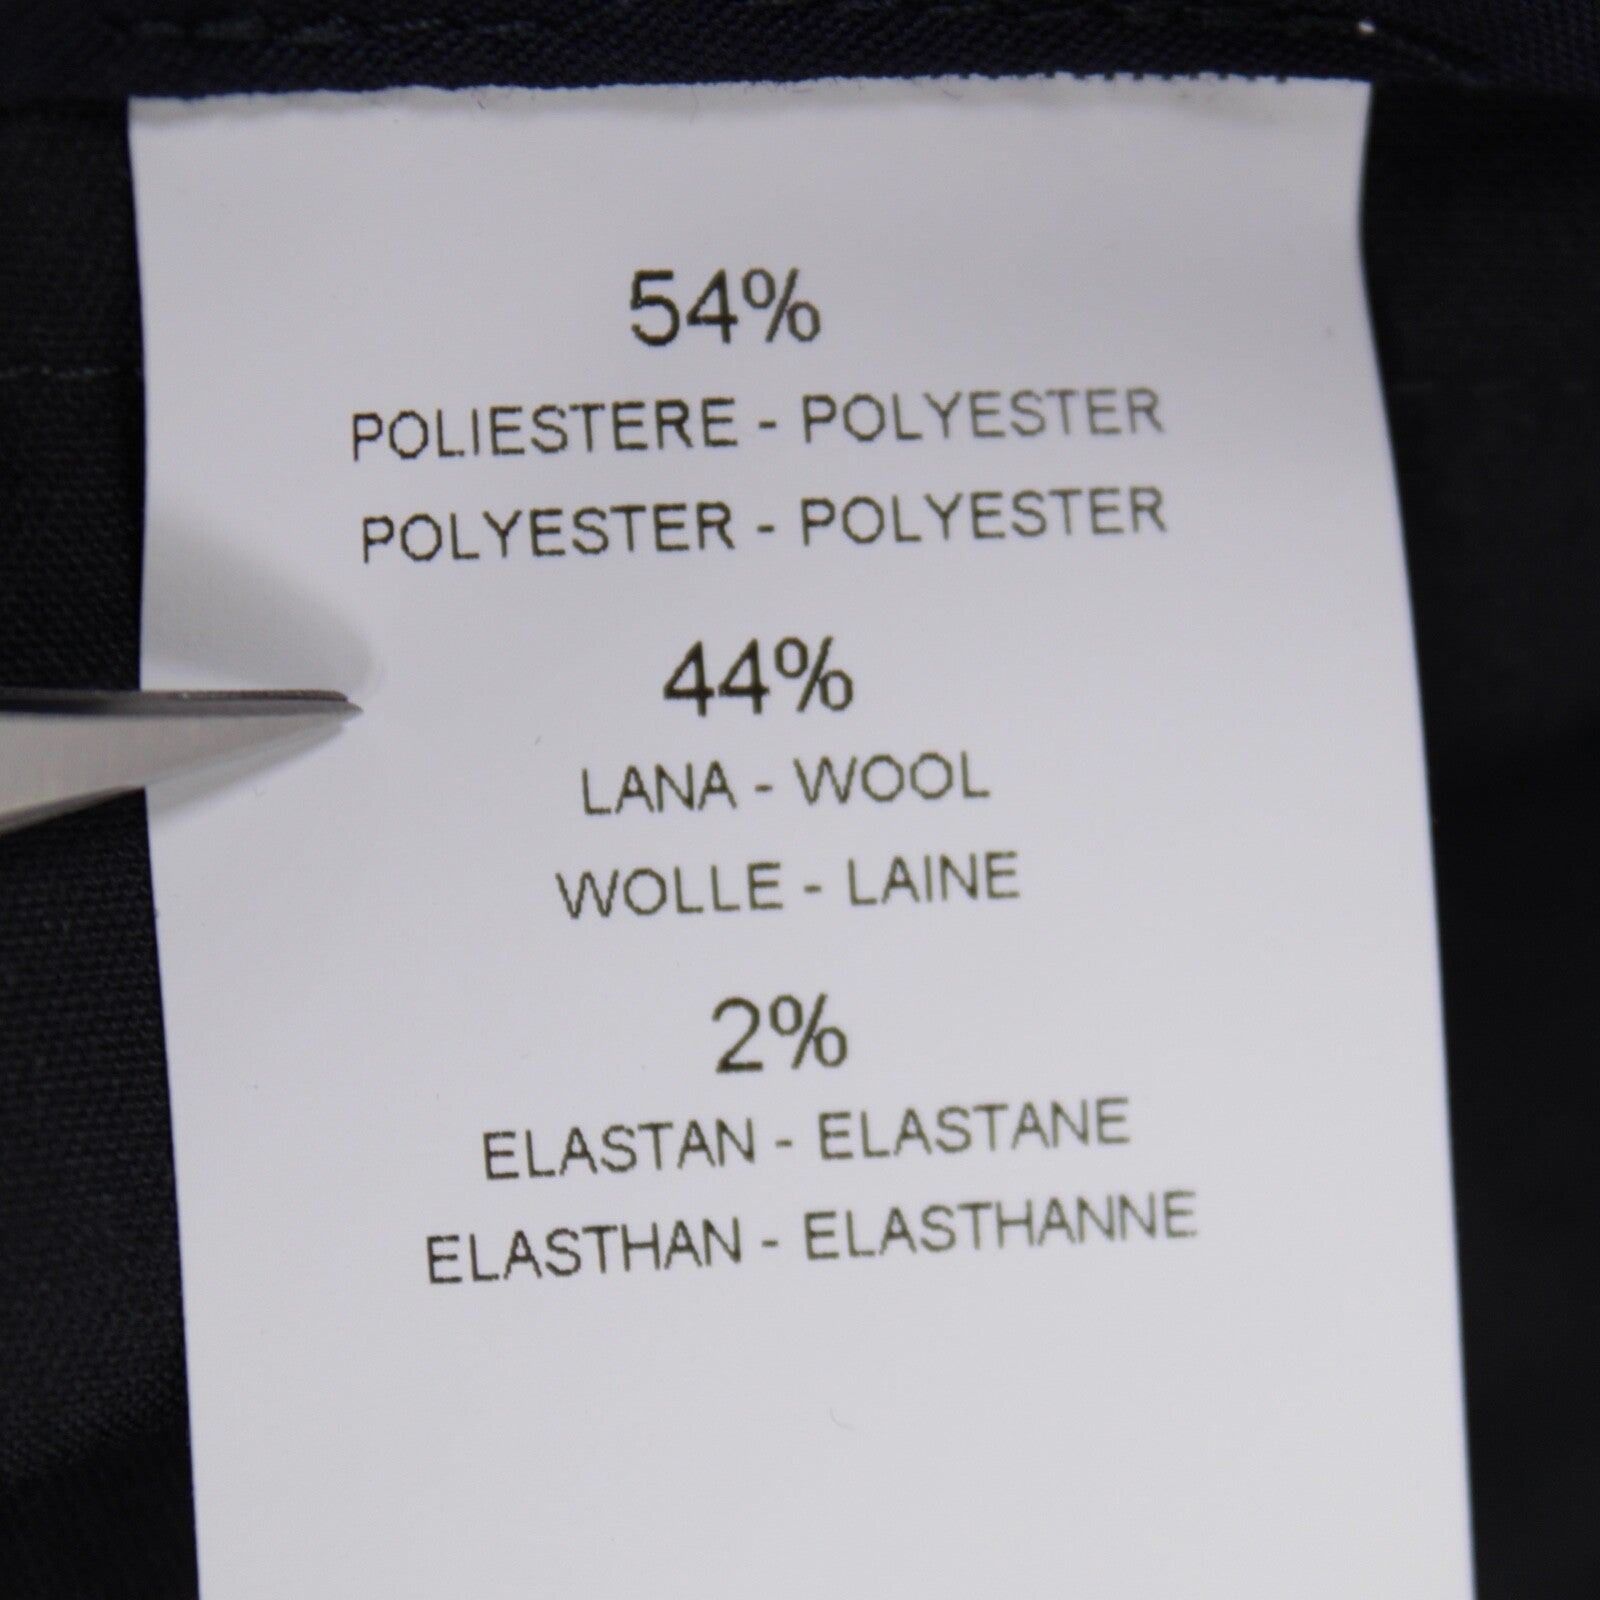 54%
POLIESTERE - POLYESTER
POLYESTER - POLYESTER
44%
LANA - WOOL
WOLLE - LAINE
2%
ELASTAN - ELASTANE
ELASTHAN - ELASTHANNE